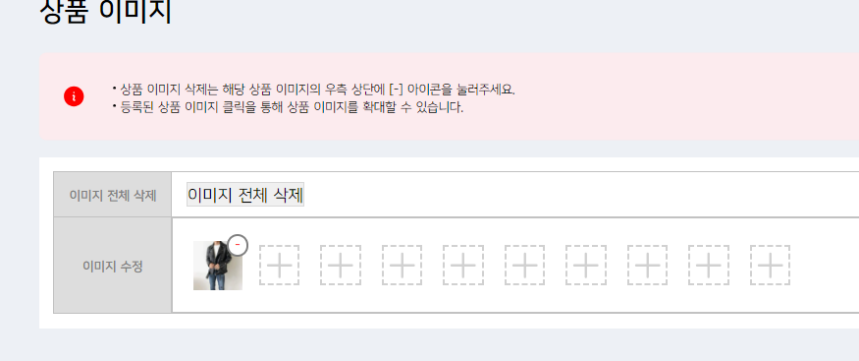 상품 이미지
• 상품 이미지 삭제는 해당 상품 이미지의 우측 상단에 [-] 아이콘을 눌러주세요.
• 등록된 상품 이미지 클릭을 통해 상품 이미지를 확대할 수 있습니다.
이미지 전체 삭제 이미지 전체 삭제
이미지 수정